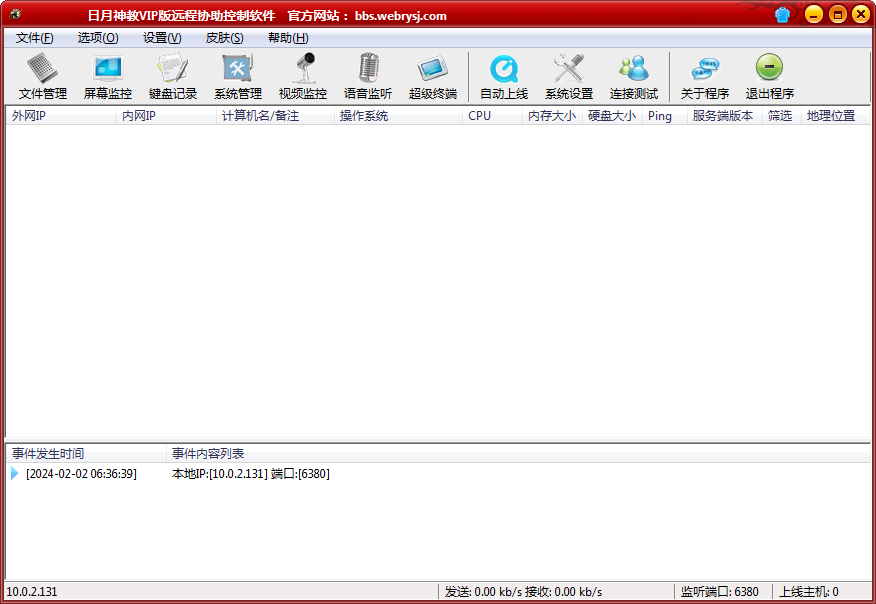 日月神教VIP版远程协助控制软件 官方网站： bbs.webrysj.com
文件(F) 选项(O) 设置(V) 皮肤(S) 帮助(H)
文件管理 屏幕监控 键盘记录 系统管理 视频监控 语音监听 超级终端 自动上线 系统设置 连接测试 关于程序 退出程序
外网IP 内网IP 计算机名/备注 操作系统 CPU 内存大小 硬盘大小 Ping 服务端版本 筛选 地理位置
事件发生时间 事件内容列表
[2024-02-02 06:36:39] 本地IP:[10.0.2.131] 端口:[6380]
10.0.2.131 发送: 0.00 kb/s 接收: 0.00 kb/s 监听端口: 6380 上线主机: 0